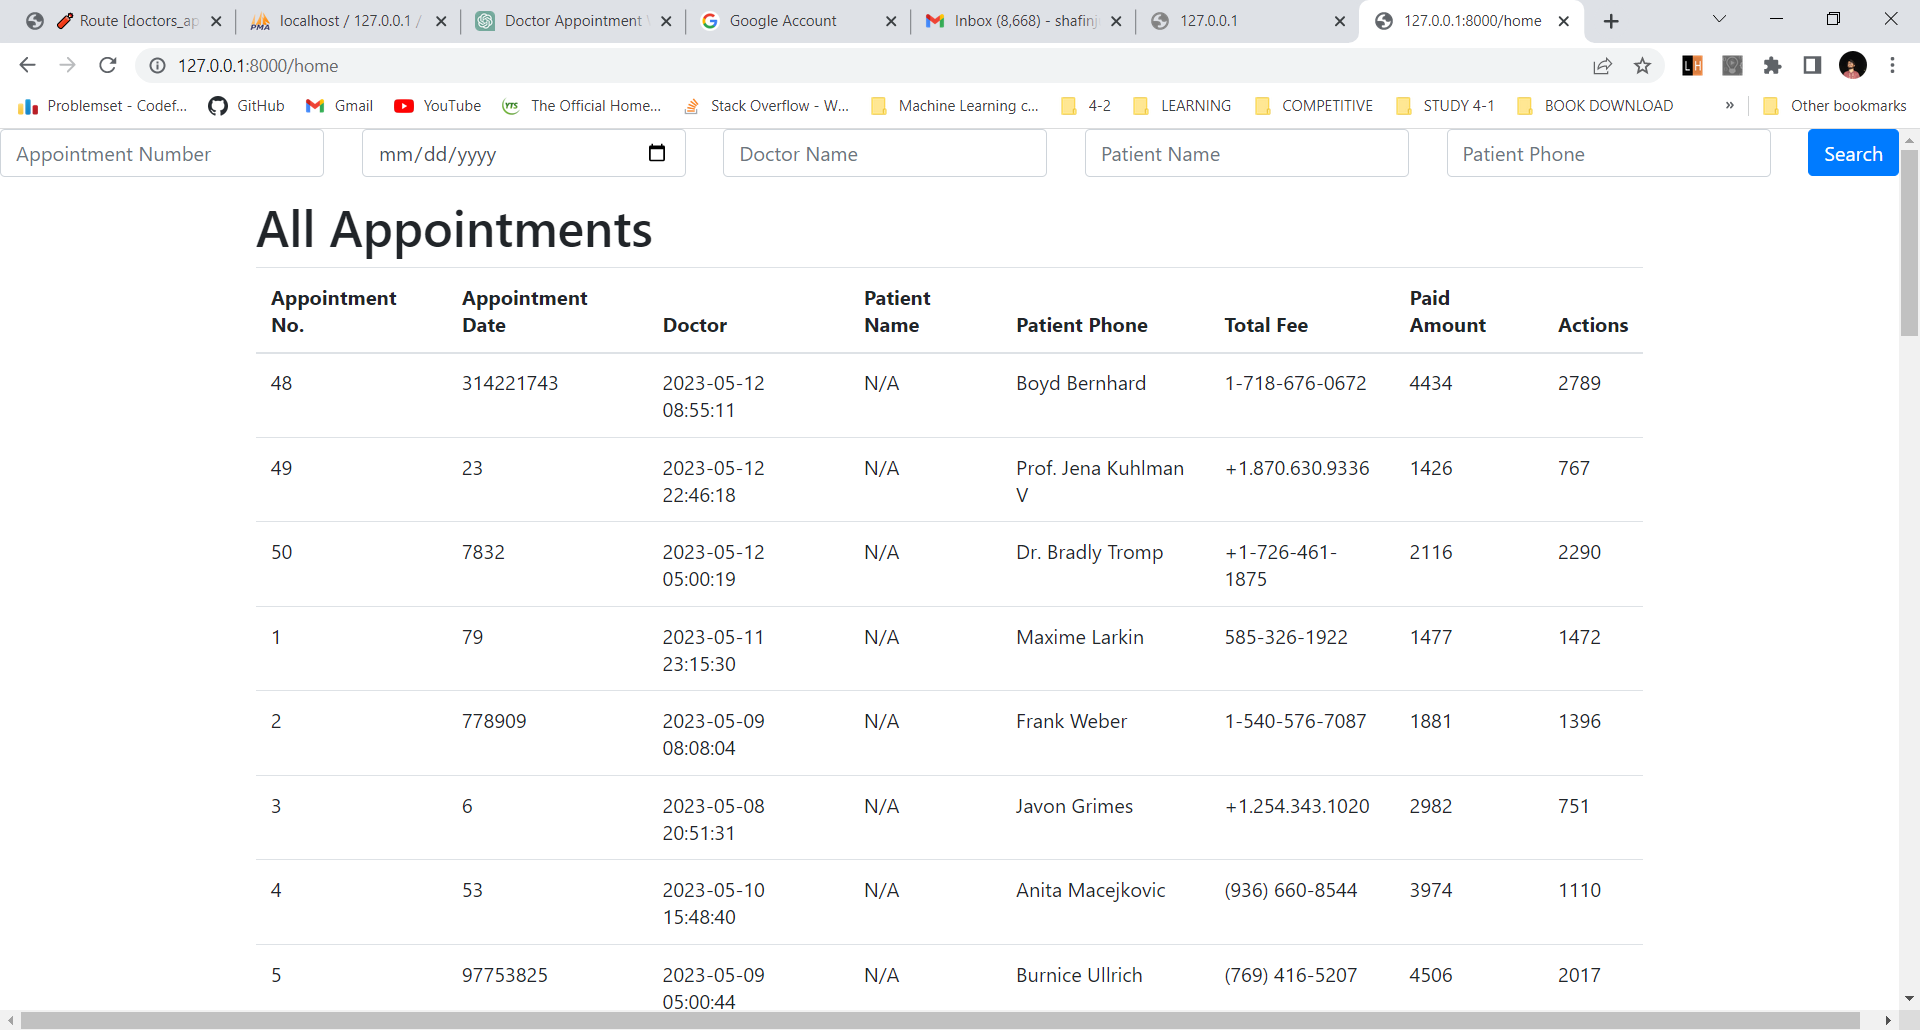 Route [doctors_ap
localhost / 127.0.0.1 /
Doctor Appointment
Google Account
Inbox (8,668) - shafinj
127.0.0.1
127.0.0.1:8000/home
127.0.0.1:8000/home
Problemset - Codef...
GitHub
Gmail
YouTube
The Official Home...
Stack Overflow - W...
Machine Learning c...
4-2
LEARNING
COMPETITIVE
STUDY 4-1
BOOK DOWNLOAD
»
Other bookmarks
Appointment Number
mm/dd/yyyy
Doctor Name
Patient Name
Patient Phone
Search
All Appointments
Appointment No. Appointment Date Doctor Patient Name Patient Phone Total Fee Paid Amount Actions
48 314221743 2023-05-12 08:55:11 N/A Boyd Bernhard 1-718-676-0672 4434 2789
49 23 2023-05-12 22:46:18 N/A Prof. Jena Kuhlman V +1.870.630.9336 1426 767
50 7832 2023-05-12 05:00:19 N/A Dr. Bradly Tromp +1-726-461-1875 2116 2290
1 79 2023-05-11 23:15:30 N/A Maxime Larkin 585-326-1922 1477 1472
2 778909 2023-05-09 08:08:04 N/A Frank Weber 1-540-576-7087 1881 1396
3 6 2023-05-08 20:51:31 N/A Javon Grimes +1.254.343.1020 2982 751
4 53 2023-05-10 15:48:40 N/A Anita Macejkovic (936) 660-8544 3974 1110
5 97753825 2023-05-09 05:00:44 N/A Burnice Ullrich (769) 416-5207 4506 2017